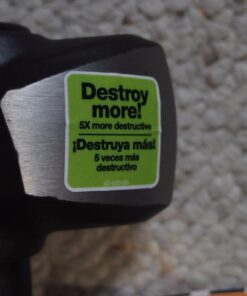 Destroy
more!
5X more destructive
¡Destruya más!
5 veces más
destructivo